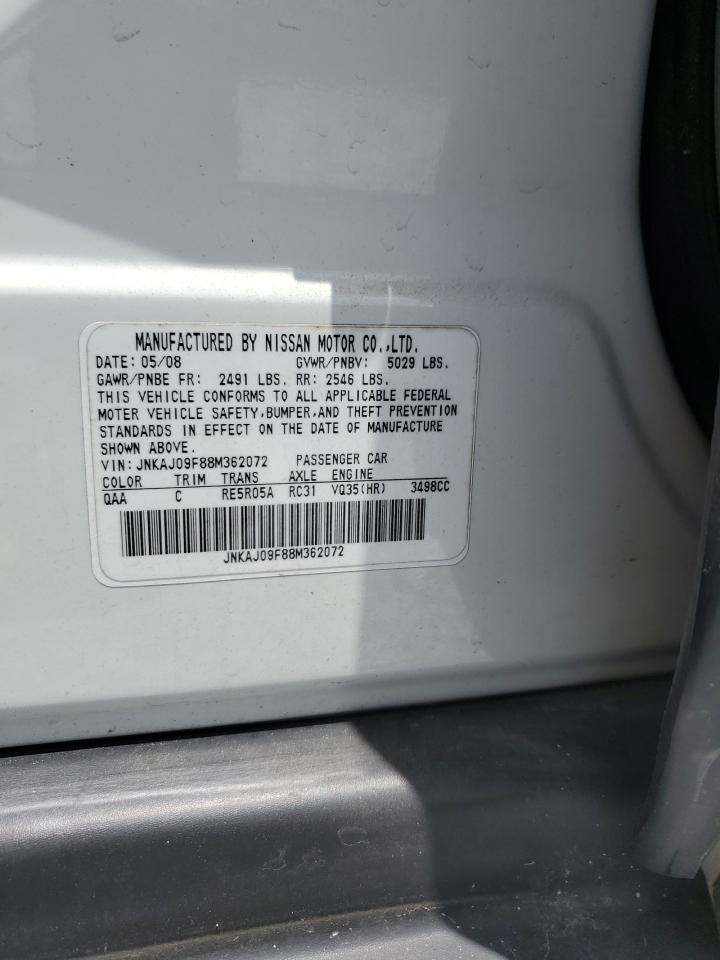 MANUFACTURED BY NISSAN MOTOR CO.,LTD.
DATE: 05/08 GVWR/PNBV: 5029 LBS.
GAWR/PNBE FR: 2491 LBS. RR: 2546 LBS.
THIS VEHICLE CONFORMS TO ALL APPLICABLE FEDERAL
MOTER VEHICLE SAFETY,BUMPER,AND THEFT PREVENTION
STANDARDS IN EFFECT ON THE DATE OF MANUFACTURE
SHOWN ABOVE.
VIN: JNKAJ09F88M362072 PASSENGER CAR
COLOR TRIM TRANS AXLE ENGINE
QAA C RE5R05A RC31 VQ35(HR) 3498CC
JNKAJ09F88M362072